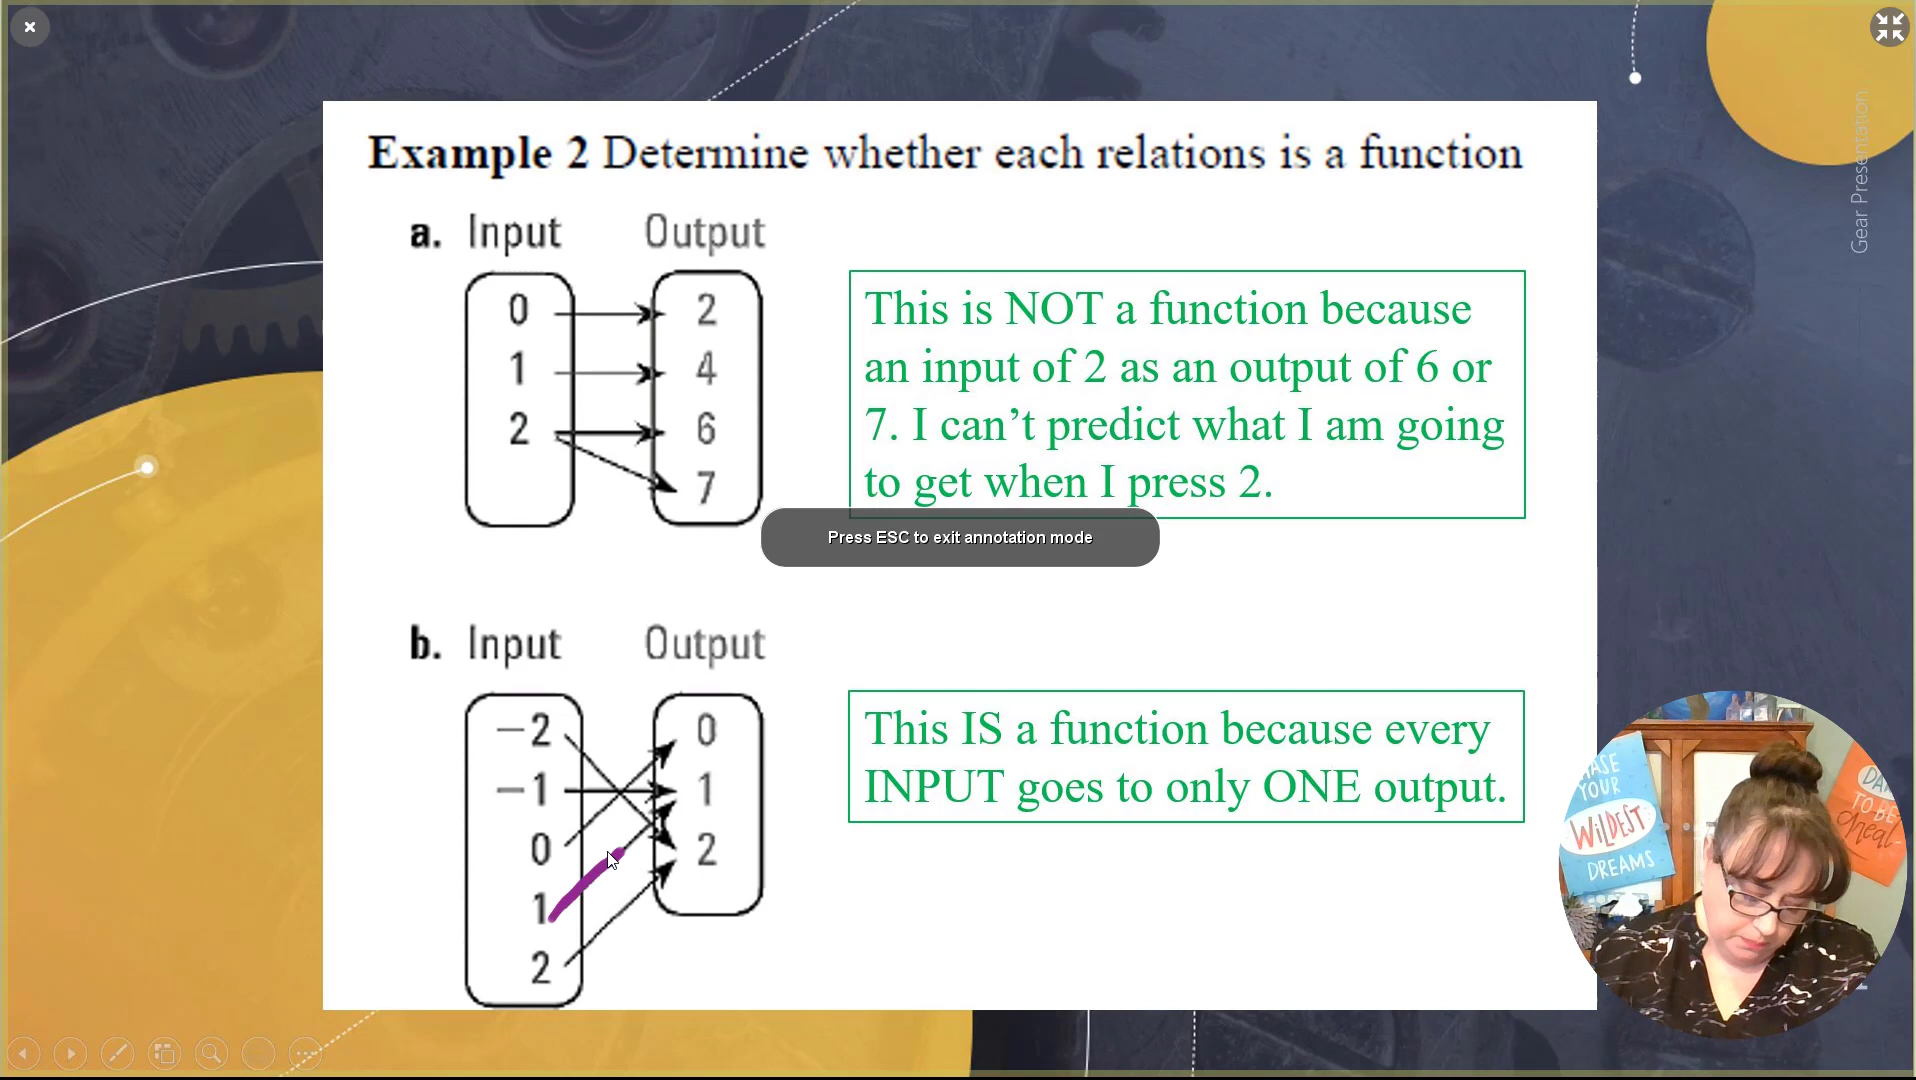 Gear Presentation
Example 2 Determine whether each relations is a function
a. Input Output
0 2
1 4
2 6
7
This is NOT a function because
an input of 2 as an output of 6 or
7. I can’t predict what I am going
to get when I press 2.
Press ESC to exit annotation mode
b. Input Output
−2 0
−1 1
0 2
1
2
This IS a function because every
INPUT goes to only ONE output.
YOUR
WiLDEST
DREAMS
TO BE